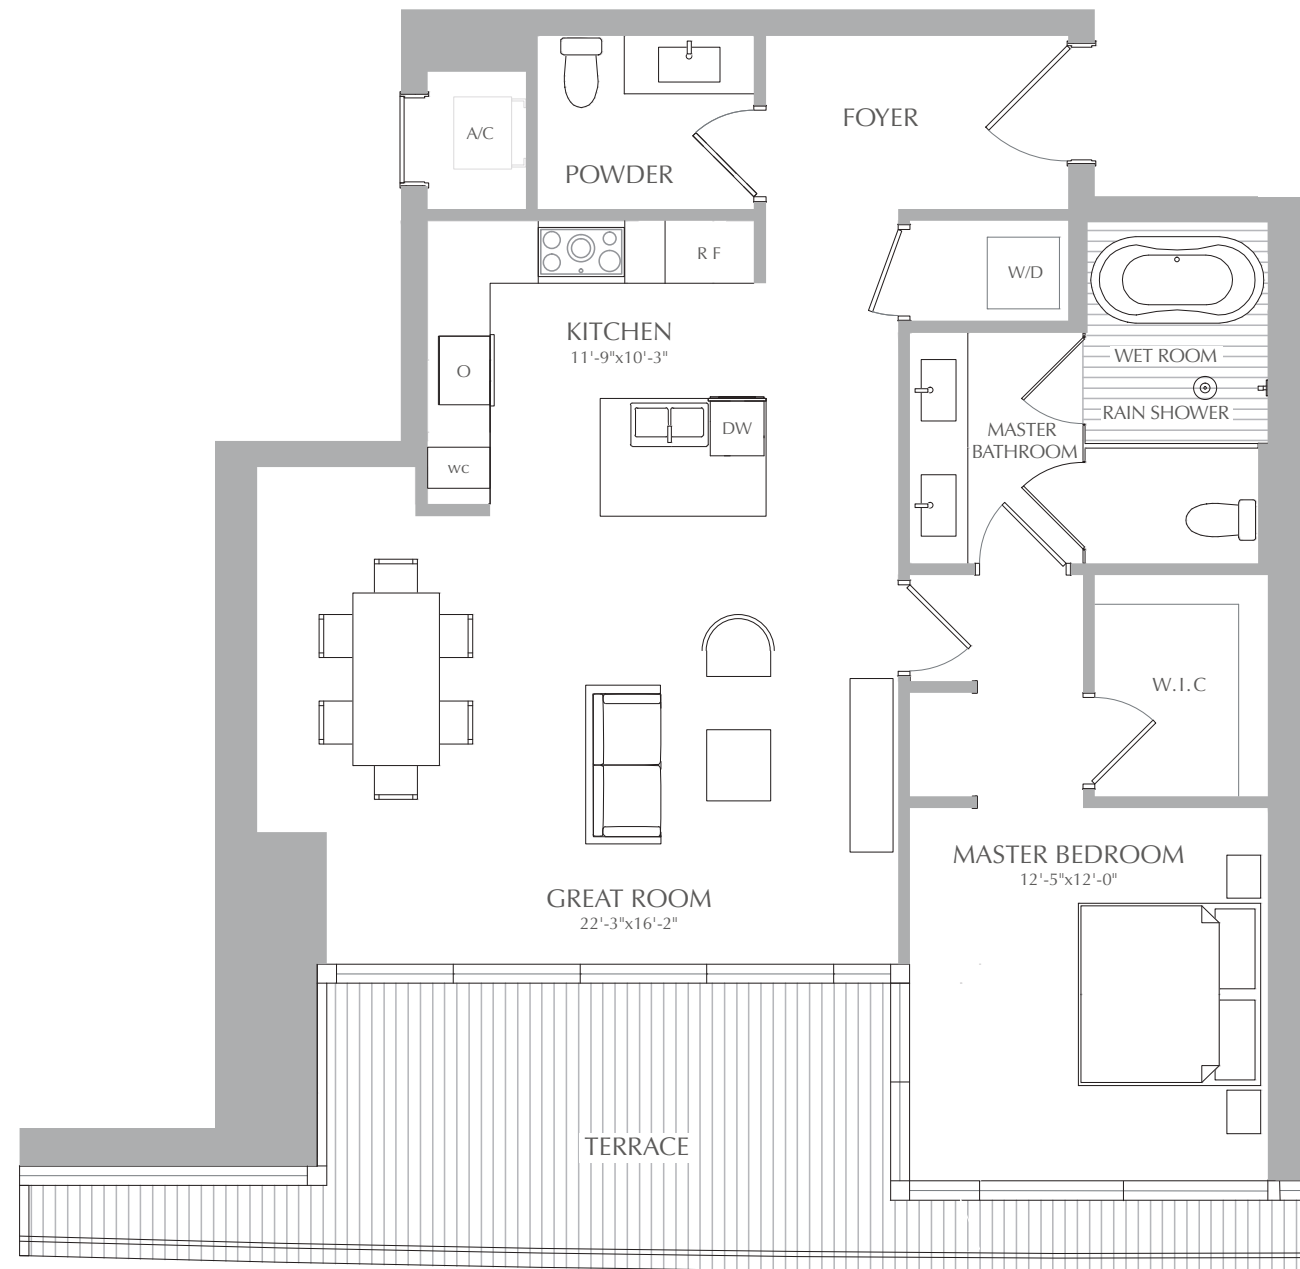 FOYER
A/C
POWDER
R F
W/D
KITCHEN
11'-9"x10'-3"
WET ROOM
O
RAIN SHOWER
DW
MASTER
BATHROOM
WC
W.I.C
MASTER BEDROOM
12'-5"x12'-0"
GREAT ROOM
22'-3"x16'-2"
TERRACE